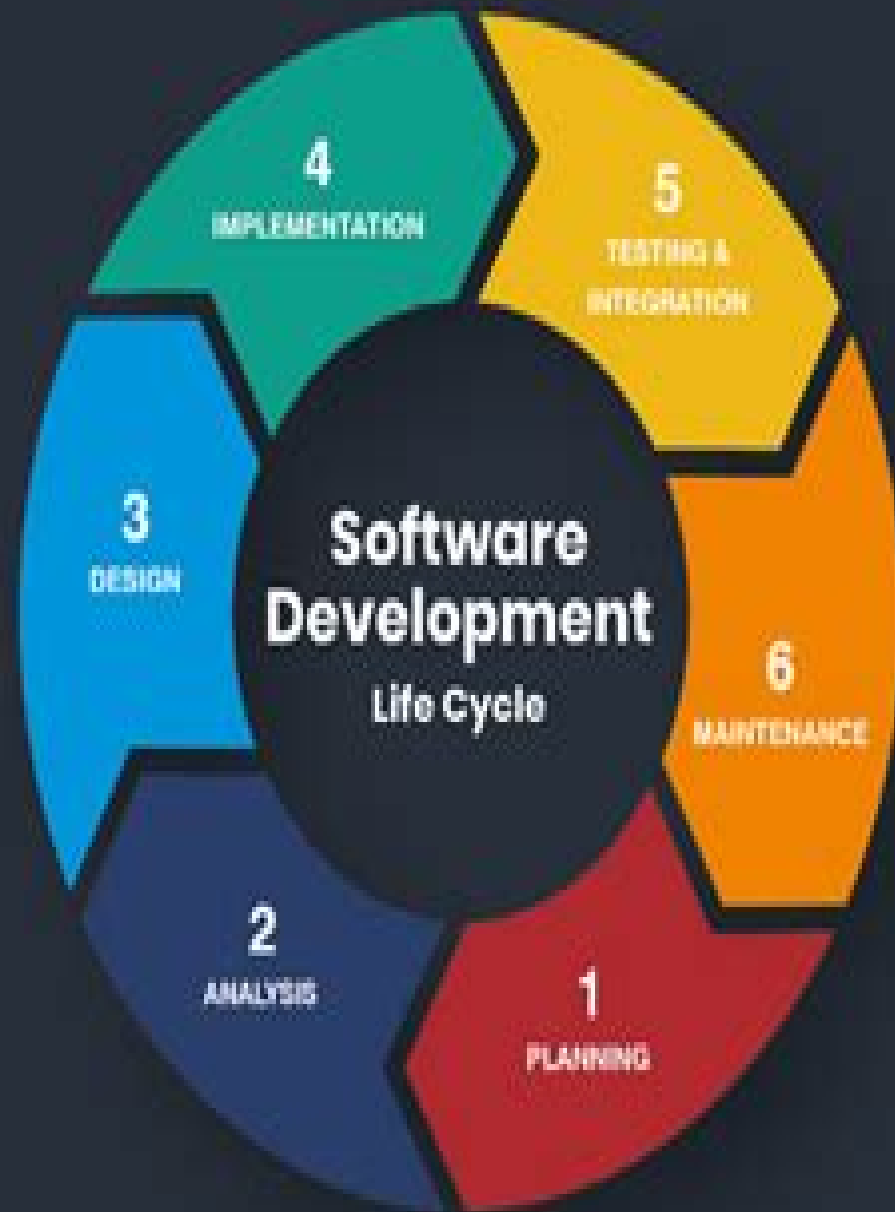 4
IMPLEMENTATION
5
TESTING &
INTEGRATION
3
DESIGN
Software
Development
Life Cycle
6
MAINTENANCE
2
ANALYSIS
1
PLANNING